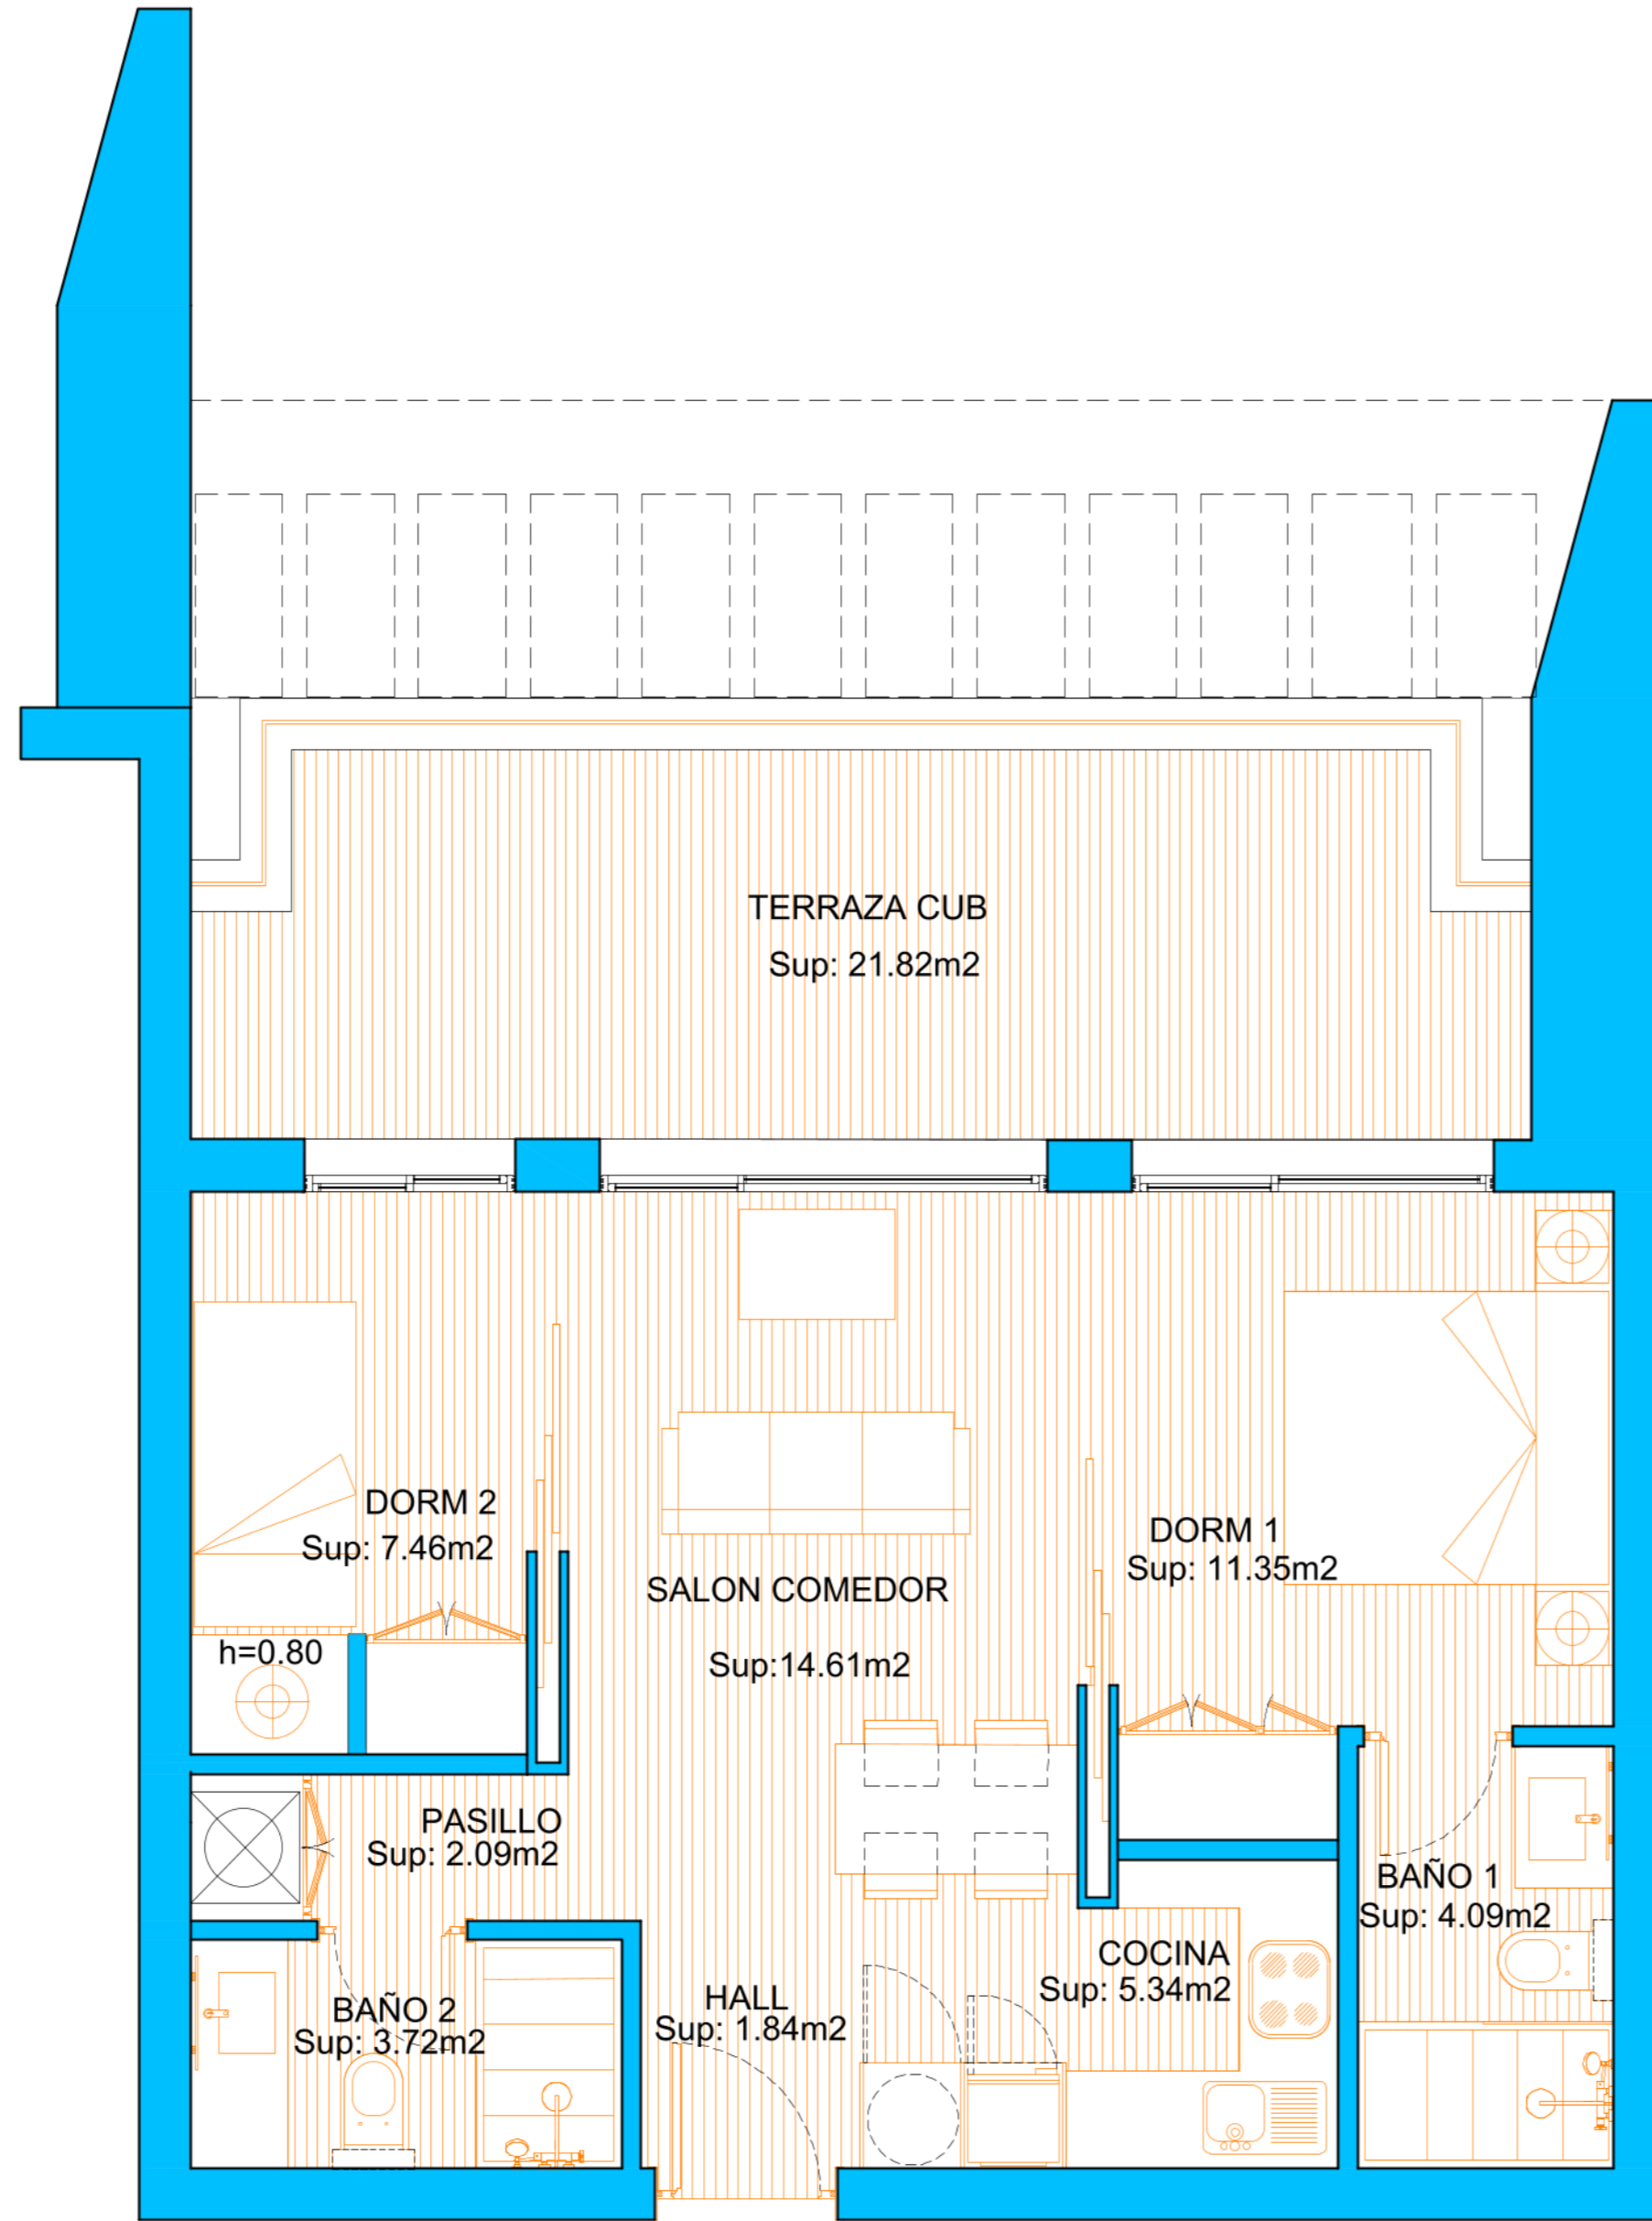 TERRAZA CUB
Sup: 21.82m2
DORM 2
Sup: 7.46m2
h=0.80
SALON COMEDOR
Sup:14.61m2
DORM 1
Sup: 11.35m2
PASILLO
Sup: 2.09m2
BAÑO 1
Sup: 4.09m2
COCINA
Sup: 5.34m2
HALL
Sup: 1.84m2
BAÑO 2
Sup: 3.72m2